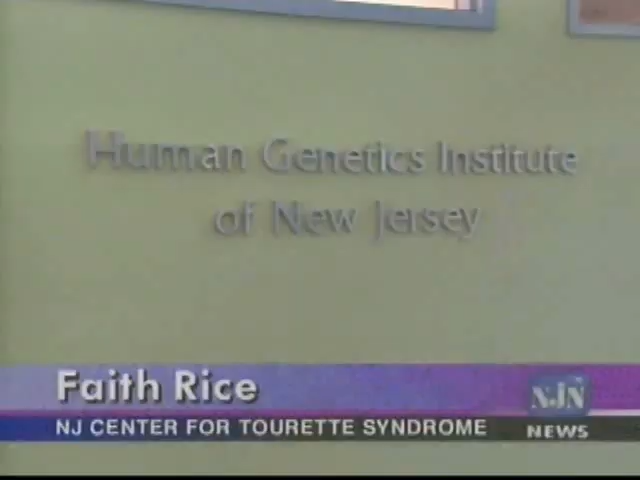 Human Genetics Institute
of New Jersey
Faith Rice
NJ CENTER FOR TOURETTE SYNDROME
NJN
NEWS